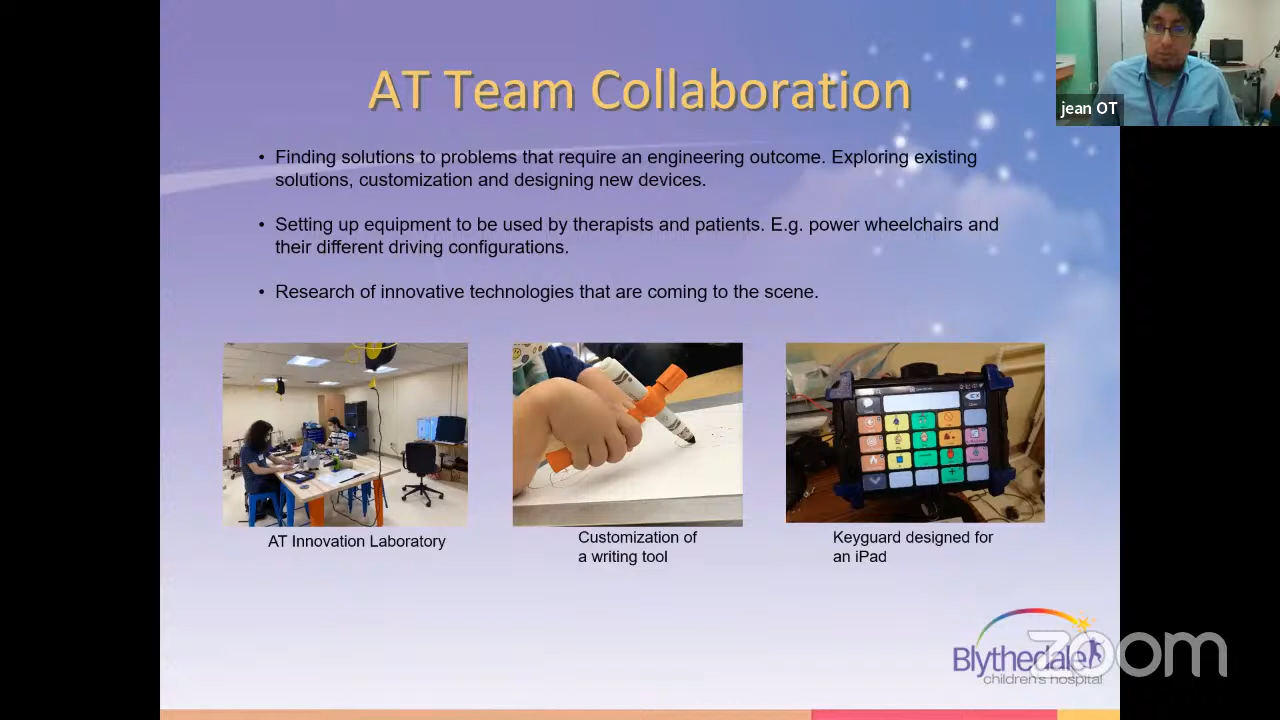 AT Team Collaboration
jean OT
• Finding solutions to problems that require an engineering outcome. Exploring existing
solutions, customization and designing new devices.
• Setting up equipment to be used by therapists and patients. E.g. power wheelchairs and
their different driving configurations.
• Research of innovative technologies that are coming to the scene.
AT Innovation Laboratory
Customization of
a writing tool
Keyguard designed for
an iPad
Blythedale
children's hospital
zoom